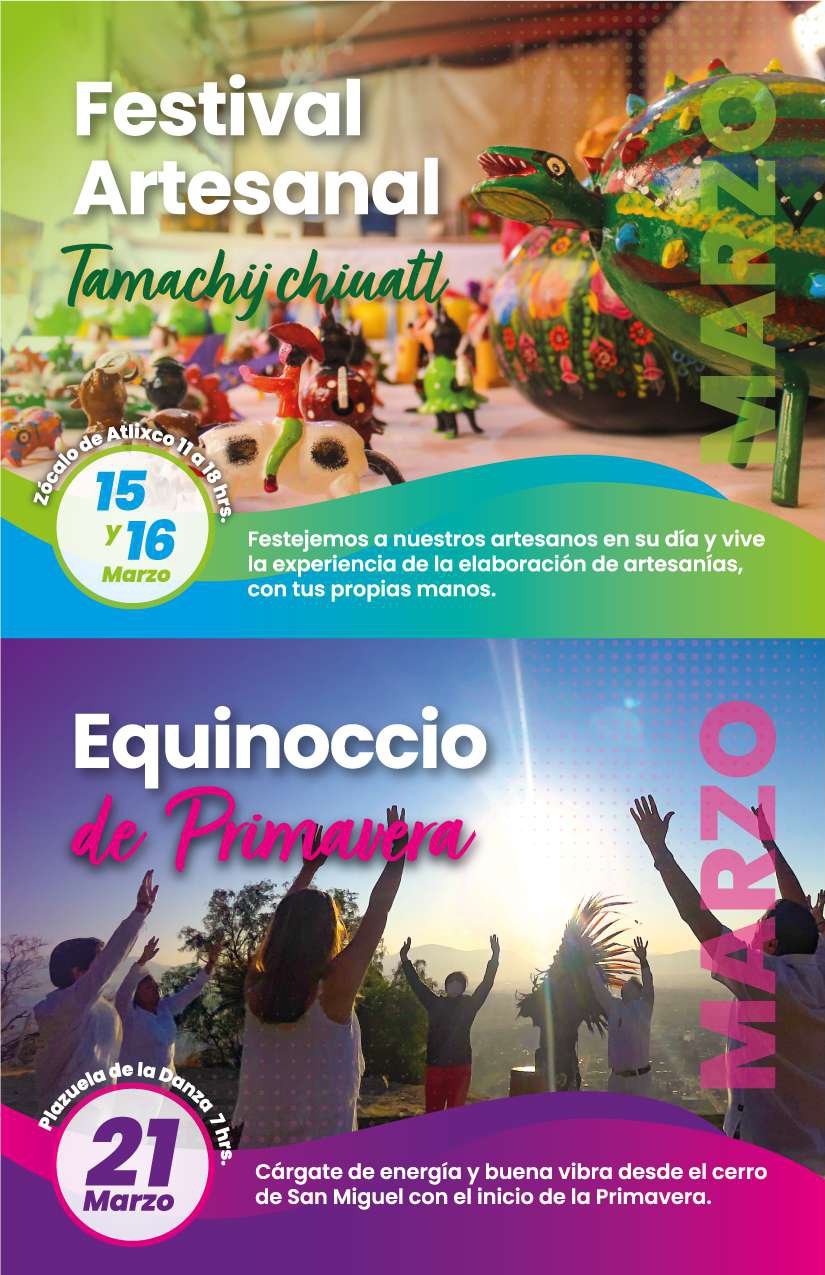 Festival
Artesanal
Tamachij chiuatl
MARZO
Zócalo de Atlixco 11 a 18 hrs.
15
y 16
Marzo
Festejemos a nuestros artesanos en su día y vive
la experiencia de la elaboración de artesanías,
con tus propias manos.
Equinoccio
de Primavera
MARZO
Plazuela de la Danza 7 hrs.
21
Marzo
Cárgate de energía y buena vibra desde el cerro
de San Miguel con el inicio de la Primavera.